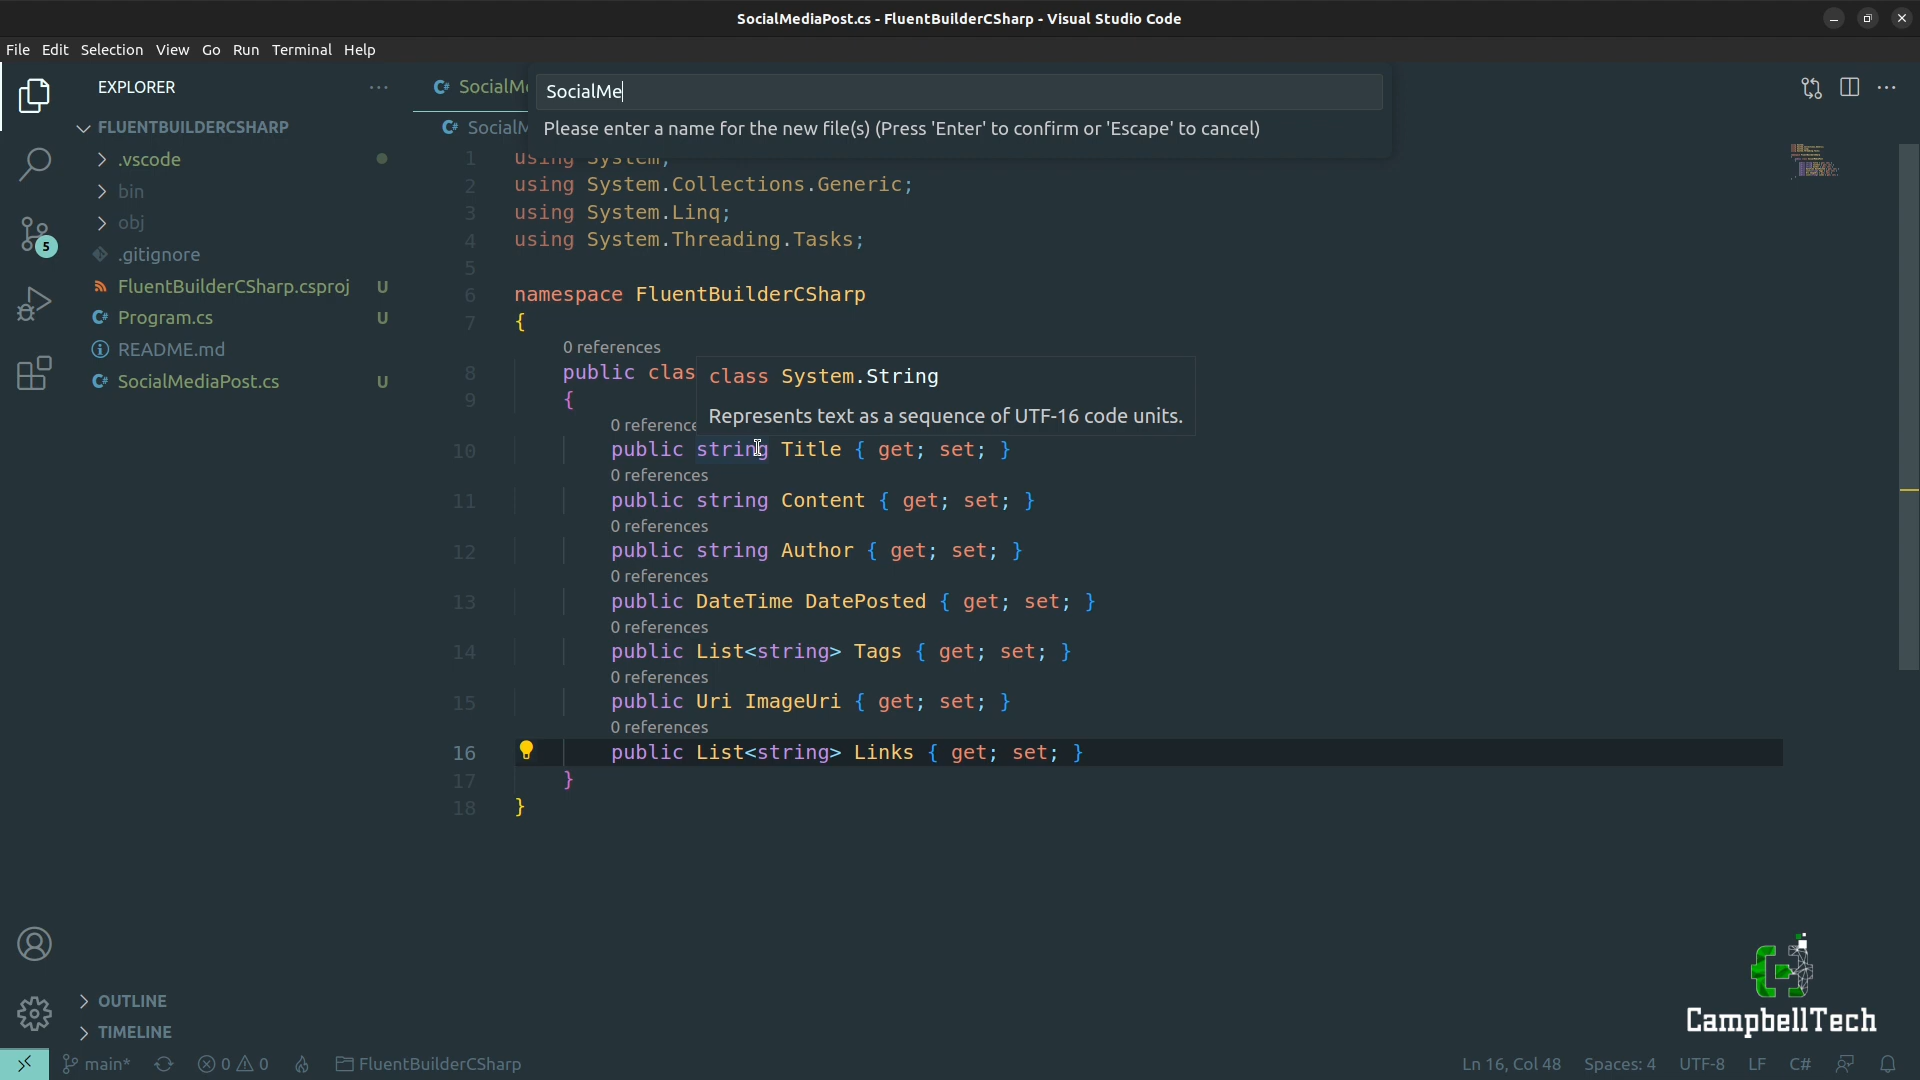 SocialMediaPost.cs - FluentBuilderCSharp - Visual Studio Code
File Edit Selection View Go Run Terminal Help
EXPLORER
FLUENTBUILDERCSHARP
.vscode
bin
obj
.gitignore
FluentBuilderCSharp.csproj U
Program.cs U
README.md
SocialMediaPost.cs U
5
OUTLINE
TIMELINE
SocialMe
Please enter a name for the new file(s) (Press 'Enter' to confirm or 'Escape' to cancel)
C# SocialMe
C# SocialM
1 using System;
2 using System.Collections.Generic;
3 using System.Linq;
4 using System.Threading.Tasks;
5
6 namespace FluentBuilderCSharp
7 {
0 references
8 public clas
class System.String
9 {
Represents text as a sequence of UTF-16 code units.
0 reference
10 public string Title { get; set; }
0 references
11 public string Content { get; set; }
0 references
12 public string Author { get; set; }
0 references
13 public DateTime DatePosted { get; set; }
0 references
14 public List<string> Tags { get; set; }
0 references
15 public Uri ImageUri { get; set; }
0 references
16 public List<string> Links { get; set; }
17 }
18 }
CampbellTech
main* 0 0 FluentBuilderCSharp Ln 16, Col 48 Spaces: 4 UTF-8 LF C#